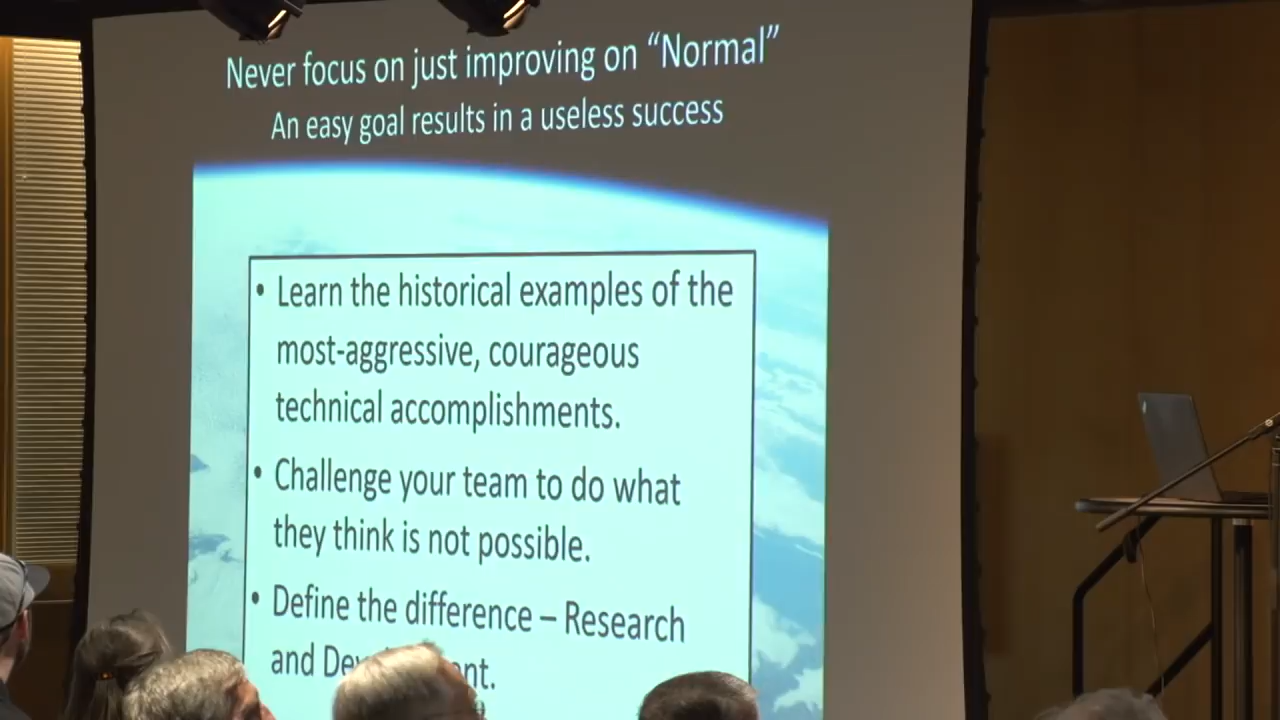 Never focus on just improving on “Normal”
An easy goal results in a useless success
• Learn the historical examples of the
most-aggressive, courageous
technical accomplishments.
• Challenge your team to do what
they think is not possible.
• Define the difference – Research
and